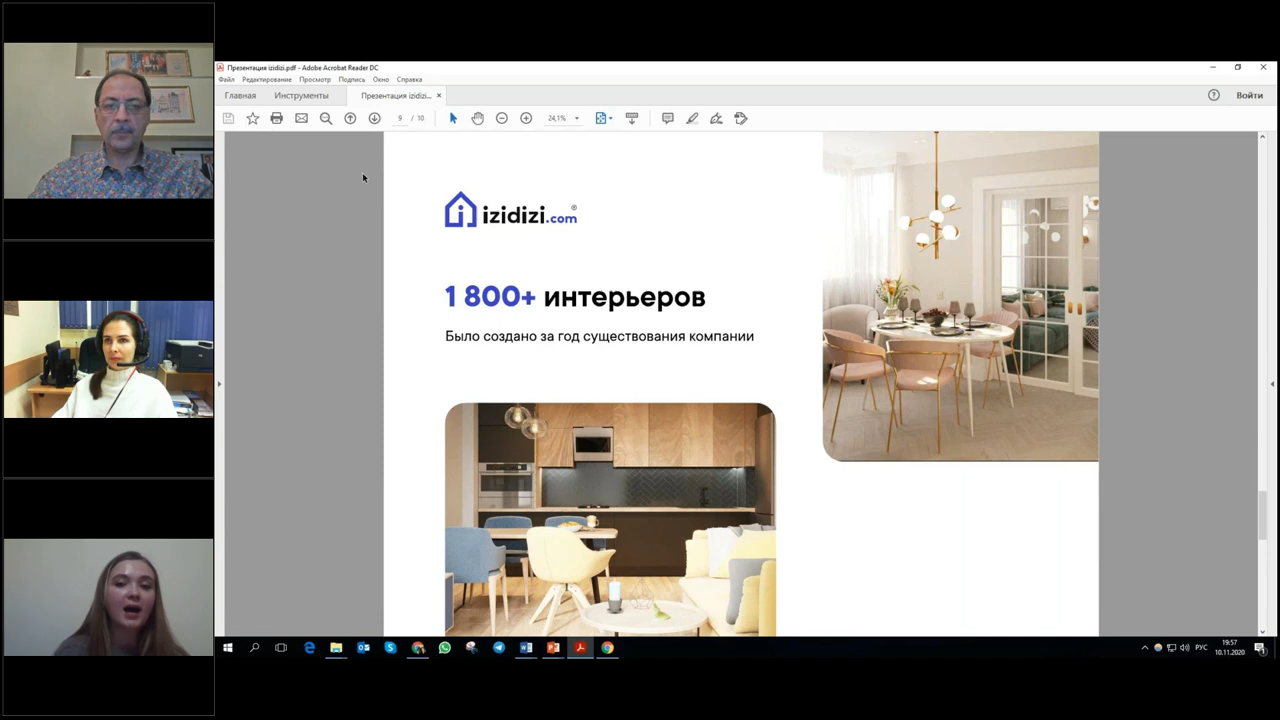 Презентация izidizi.pdf - Adobe Acrobat Reader DC
Файл Редактирование Просмотр Подпись Окно Справка
Главная Инструменты Презентация izidizi... Войти
9 / 10 24,1%
izidizi.com®
1 800+ интерьеров
Было создано за год существования компании
РУС 19:57
10.11.2020